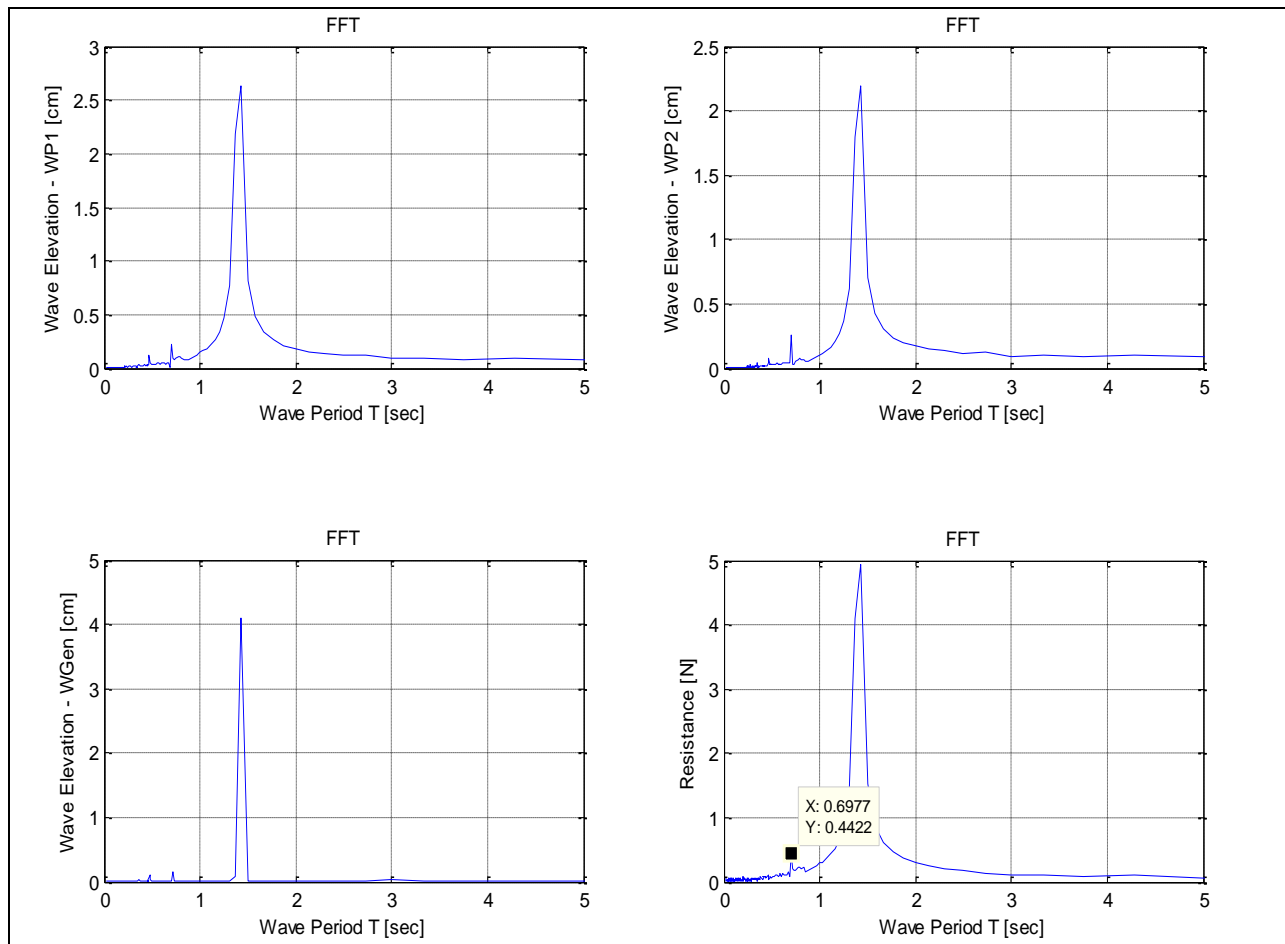 FFT
3
2.5
2
1.5
1
0.5
0
0 1 2 3 4 5
Wave Elevation - WP1 [cm]
Wave Period T [sec]
FFT
2.5
2
1.5
1
0.5
0
0 1 2 3 4 5
Wave Elevation - WP2 [cm]
Wave Period T [sec]
FFT
5
4
3
2
1
0
0 1 2 3 4 5
Wave Elevation - WGen [cm]
Wave Period T [sec]
FFT
5
4
3
2
1
0
0 1 2 3 4 5
Resistance [N]
X: 0.6977
Y: 0.4422
Wave Period T [sec]